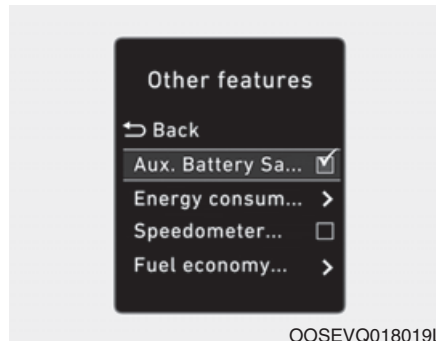 Other features
Back
Aux. Battery Sa...
Energy consum...
Speedometer...
Fuel economy...
OOSEVQ018019L